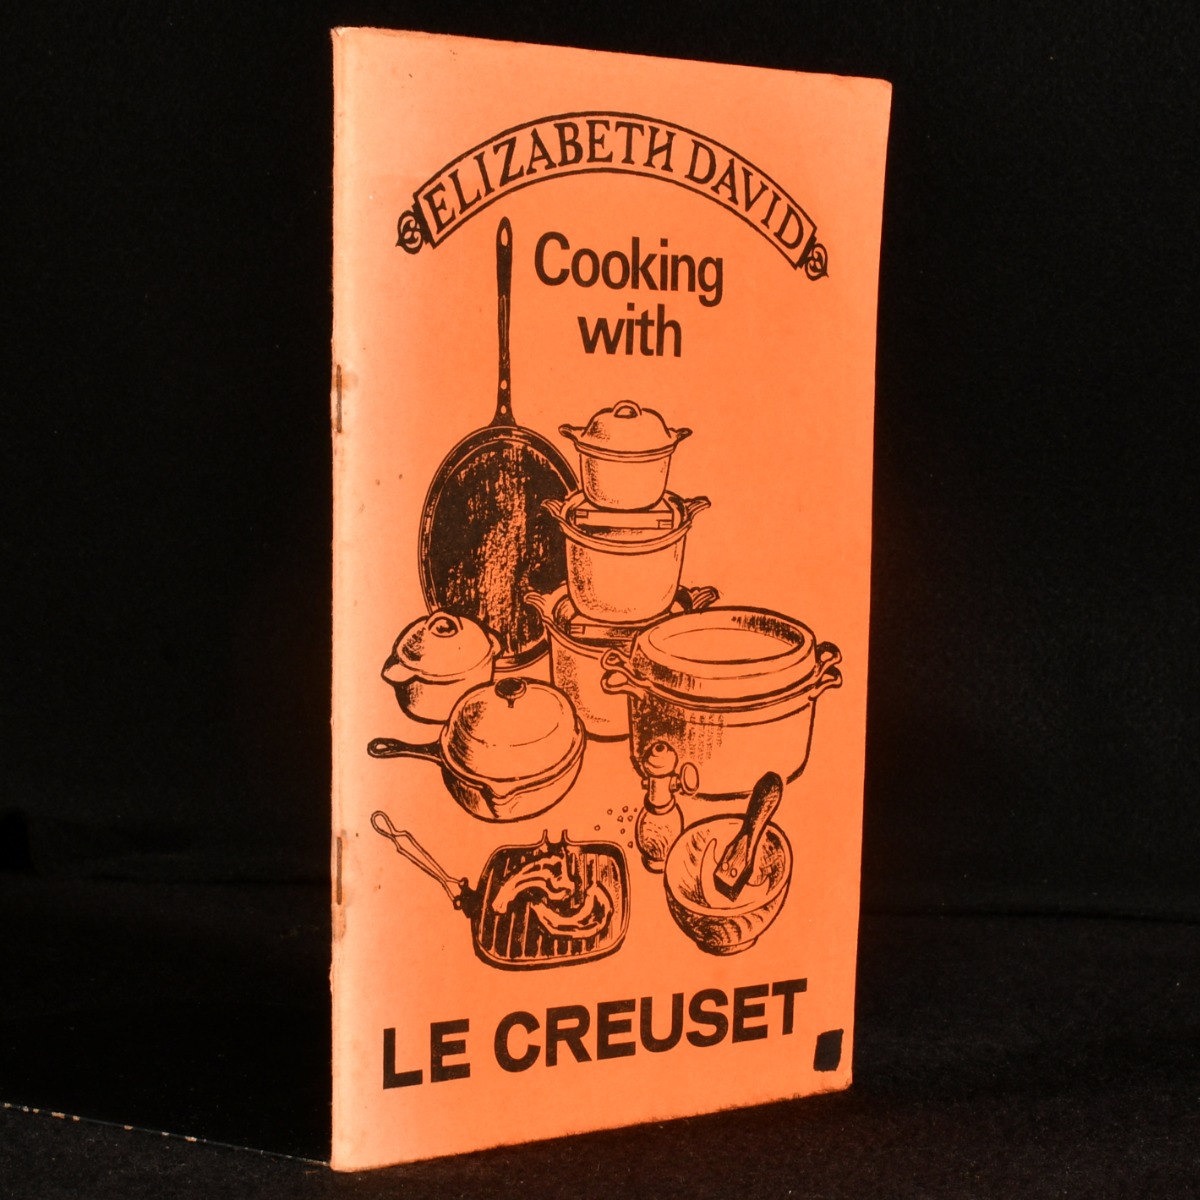 ELIZABETH DAVID
Cooking
with
LE CREUSET